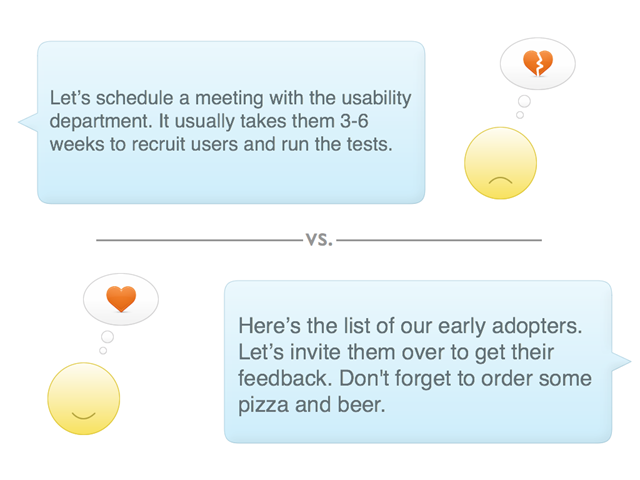 Let’s schedule a meeting with the usability
department. It usually takes them 3-6
weeks to recruit users and run the tests.
vs.
Here’s the list of our early adopters.
Let’s invite them over to get their
feedback. Don't forget to order some
pizza and beer.